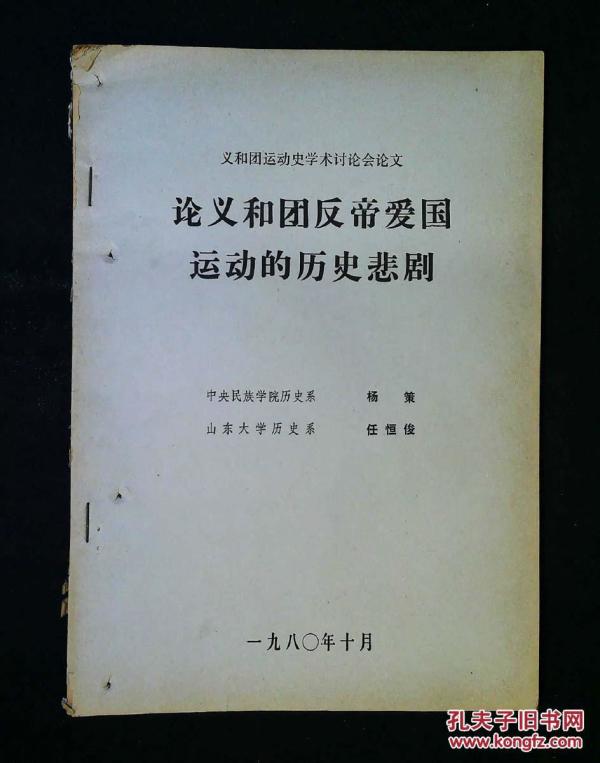 义和团运动史学术讨论会论文
论义和团反帝爱国
运动的历史悲剧
中央民族学院历史系 杨策
山东大学历史系 任恒俊
一九八〇年十月
孔夫子旧书网
www.kongfz.com